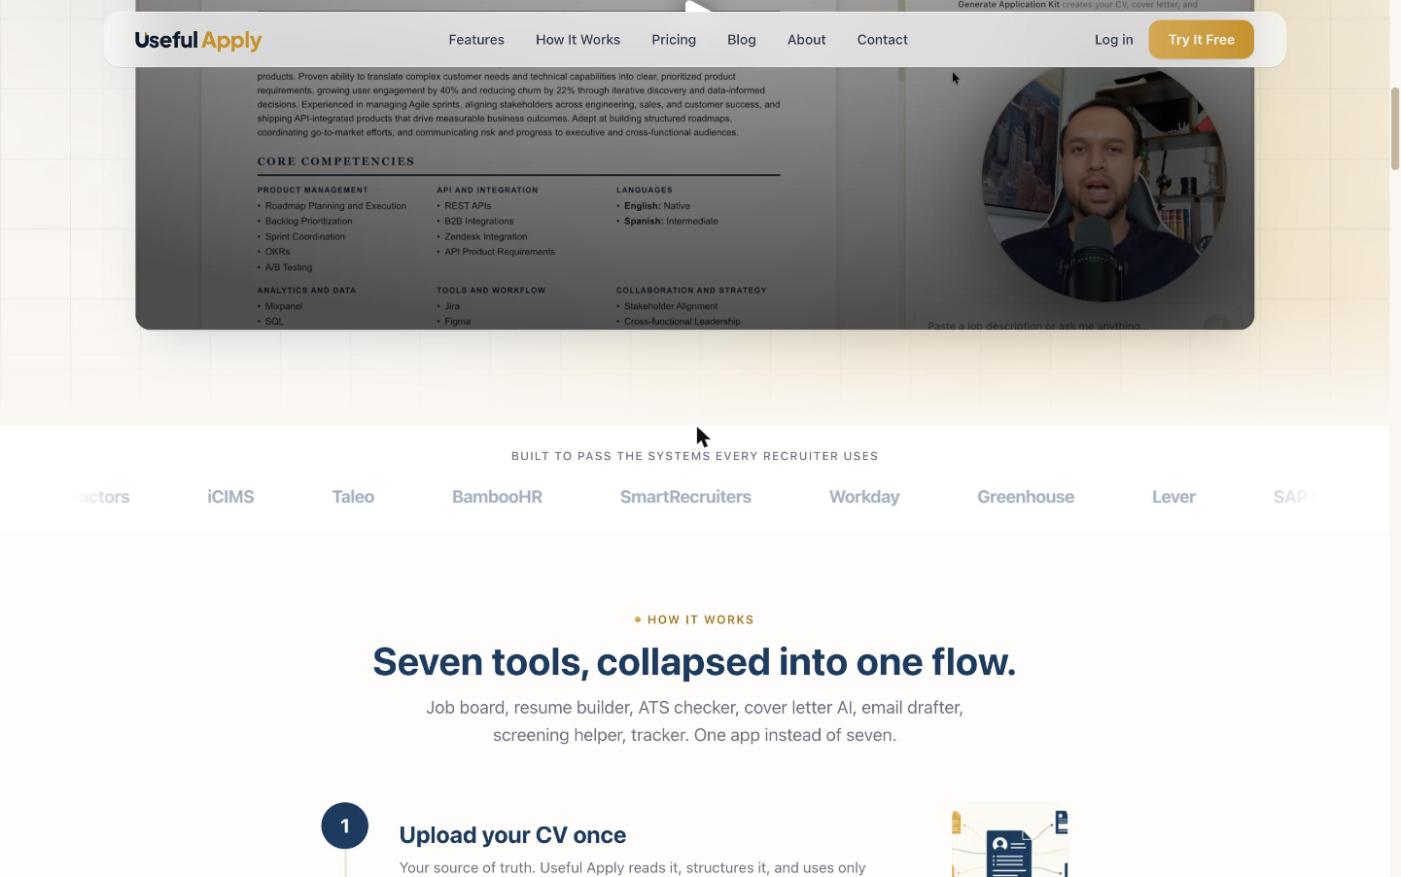 Generate Application Kit creates your CV, cover letter, and
Useful Apply
Features
How It Works
Pricing
Blog
About
Contact
Log in
Try It Free
products. Proven ability to translate complex customer needs and technical capabilities into clear, prioritized product
requirements, growing user engagement by 40% and reducing churn by 22% through iterative discovery and data-informed
decisions. Experienced in managing Agile sprints, aligning stakeholders across engineering, sales, and customer success, and
shipping API-integrated products that drive measurable business outcomes. Adept at building structured roadmaps,
coordinating go-to-market efforts, and communicating risk and progress to executive and cross-functional audiences.
CORE COMPETENCIES
PRODUCT MANAGEMENT
• Roadmap Planning and Execution
• Backlog Prioritization
• Sprint Coordination
• OKRs
• A/B Testing
API AND INTEGRATION
• REST APIs
• B2B Integrations
• Zendesk Integration
• API Product Requirements
LANGUAGES
• English: Native
• Spanish: Intermediate
ANALYTICS AND DATA
• Mixpanel
• SQL
TOOLS AND WORKFLOW
• Jira
• Figma
COLLABORATION AND STRATEGY
• Stakeholder Alignment
• Cross-functional Leadership
Paste a job description or ask me anything...
BUILT TO PASS THE SYSTEMS EVERY RECRUITER USES
actors
iCIMS
Taleo
BambooHR
SmartRecruiters
Workday
Greenhouse
Lever
SAP
HOW IT WORKS
Seven tools, collapsed into one flow.
Job board, resume builder, ATS checker, cover letter AI, email drafter,
screening helper, tracker. One app instead of seven.
1
Upload your CV once
Your source of truth. Useful Apply reads it, structures it, and uses only